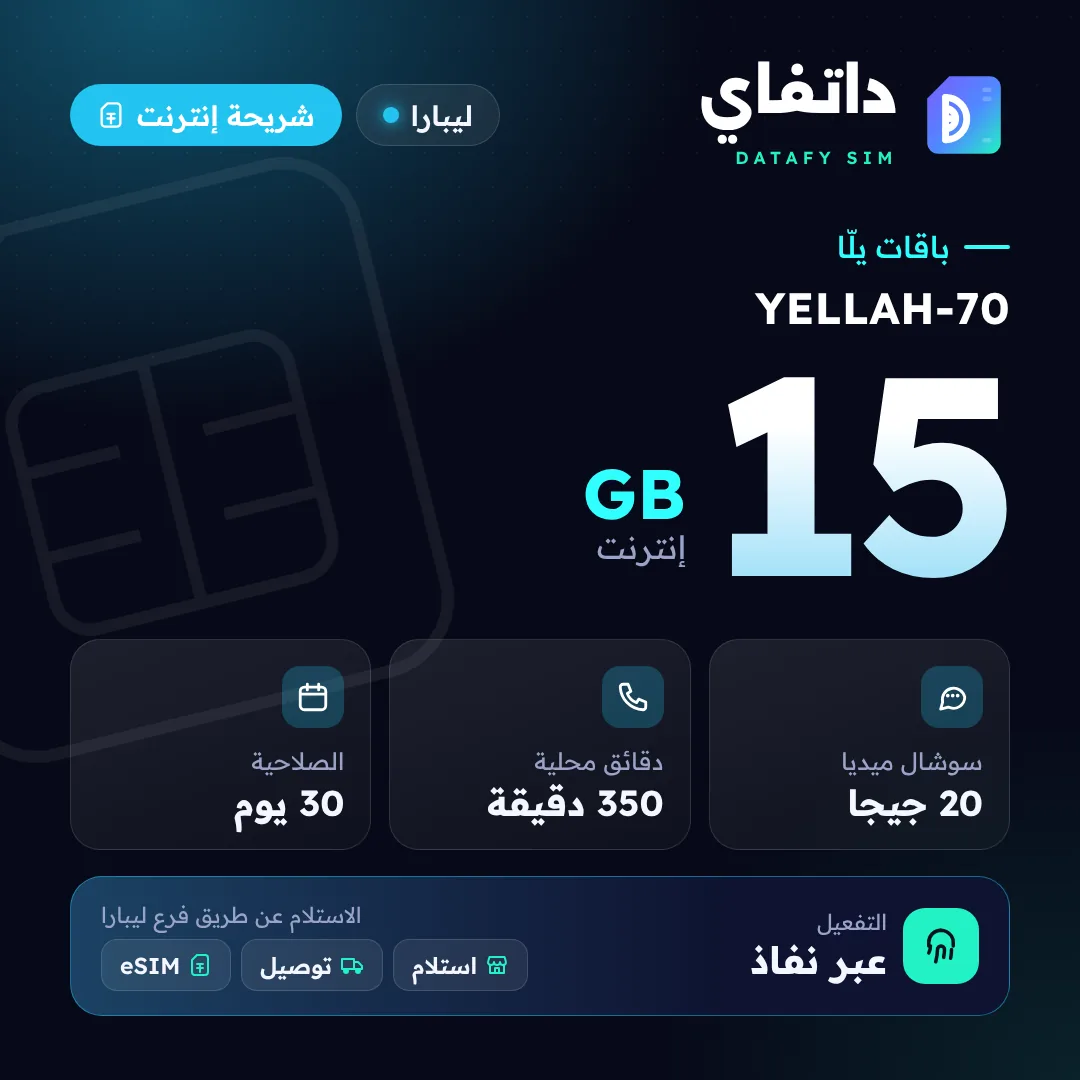 داتفاي
DATAFY SIM
ليبارا
شريحة إنترنت
باقات يلّا
YELLAH-70
15
GB
إنترنت
سوشال ميديا
20 جيجا
دقائق محلية
350 دقيقة
الصلاحية
30 يوم
التفعيل
عبر نفاذ
الاستلام عن طريق فرع ليبارا
استلام
توصيل
eSIM